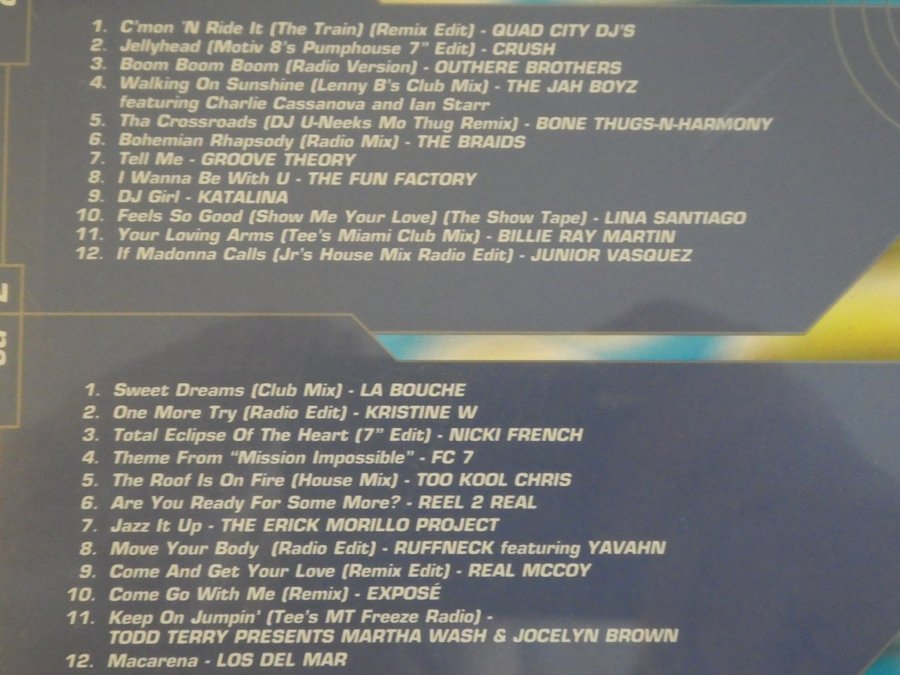 1. C'mon 'N Ride It (The Train) (Remix Edit) - QUAD CITY DJ'S
2. Jellyhead (Motiv 8's Pumphouse 7" Edit) - CRUSH
3. Boom Boom Boom (Radio Version) - OUTHERE BROTHERS
4. Walking On Sunshine (Lenny B's Club Mix) - THE JAH BOYZ
featuring Charlie Cassanova and Ian Starr
5. Tha Crossroads (DJ U-Neeks Mo Thug Remix) - BONE THUGS-N-HARMONY
6. Bohemian Rhapsody (Radio Mix) - THE BRAIDS
7. Tell Me - GROOVE THEORY
8. I Wanna Be With U - THE FUN FACTORY
9. DJ Girl - KATALINA
10. Feels So Good (Show Me Your Love) (The Show Tape) - LINA SANTIAGO
11. Your Loving Arms (Tee's Miami Club Mix) - BILLIE RAY MARTIN
12. If Madonna Calls (Jr's House Mix Radio Edit) - JUNIOR VASQUEZ
cd 2
1. Sweet Dreams (Club Mix) - LA BOUCHE
2. One More Try (Radio Edit) - KRISTINE W
3. Total Eclipse Of The Heart (7" Edit) - NICKI FRENCH
4. Theme From "Mission Impossible" - FC 7
5. The Roof Is On Fire (House Mix) - TOO KOOL CHRIS
6. Are You Ready For Some More? - REEL 2 REAL
7. Jazz It Up - THE ERICK MORILLO PROJECT
8. Move Your Body (Radio Edit) - RUFFNECK featuring YAVAHN
9. Come And Get Your Love (Remix Edit) - REAL MCCOY
10. Come Go With Me (Remix) - EXPOSÉ
11. Keep On Jumpin' (Tee's MT Freeze Radio) -
TODD TERRY PRESENTS MARTHA WASH & JOCELYN BROWN
12. Macarena - LOS DEL MAR